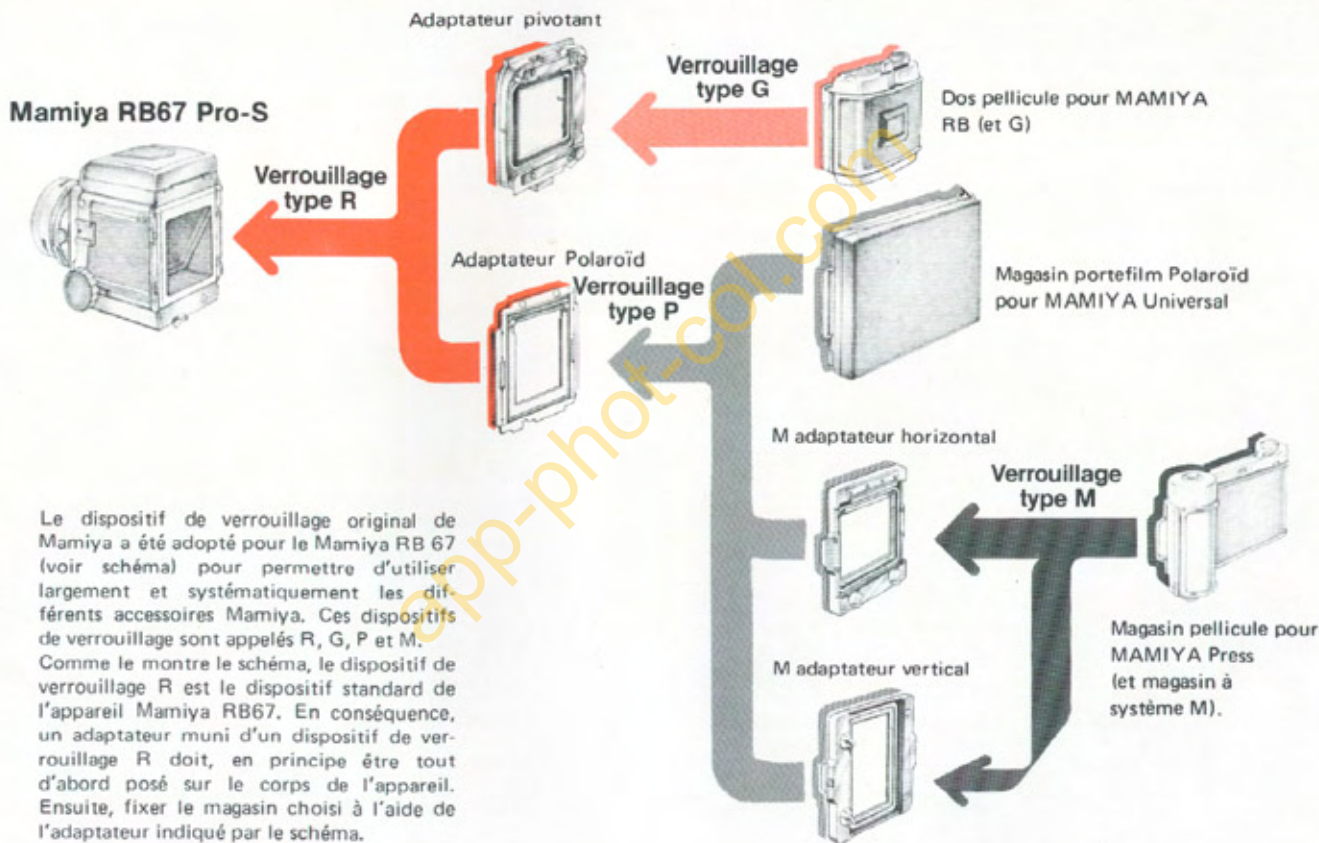 Adaptateur pivotant
Mamiya RB67 Pro-S
Verrouillage
type R
Verrouillage
type G
Dos pellicule pour MAMIYA
RB (et G)
Adaptateur Polaroïd
Verrouillage
type P
Magasin portefilm Polaroïd
pour MAMIYA Universal
M adaptateur horizontal
Verrouillage
type M
Magasin pellicule pour
MAMIYA Press
(et magasin à
système M).
M adaptateur vertical
Le dispositif de verrouillage original de
Mamiya a été adopté pour le Mamiya RB 67
(voir schéma) pour permettre d'utiliser
largement et systématiquement les dif-
férents accessoires Mamiya. Ces dispositifs
de verrouillage sont appelés R, G, P et M.
Comme le montre le schéma, le dispositif de
verrouillage R est le dispositif standard de
l'appareil Mamiya RB67. En conséquence,
un adaptateur muni d'un dispositif de ver-
rouillage R doit, en principe être tout
d'abord posé sur le corps de l'appareil.
Ensuite, fixer le magasin choisi à l'aide de
l'adaptateur indiqué par le schéma.
app-phot-col.com